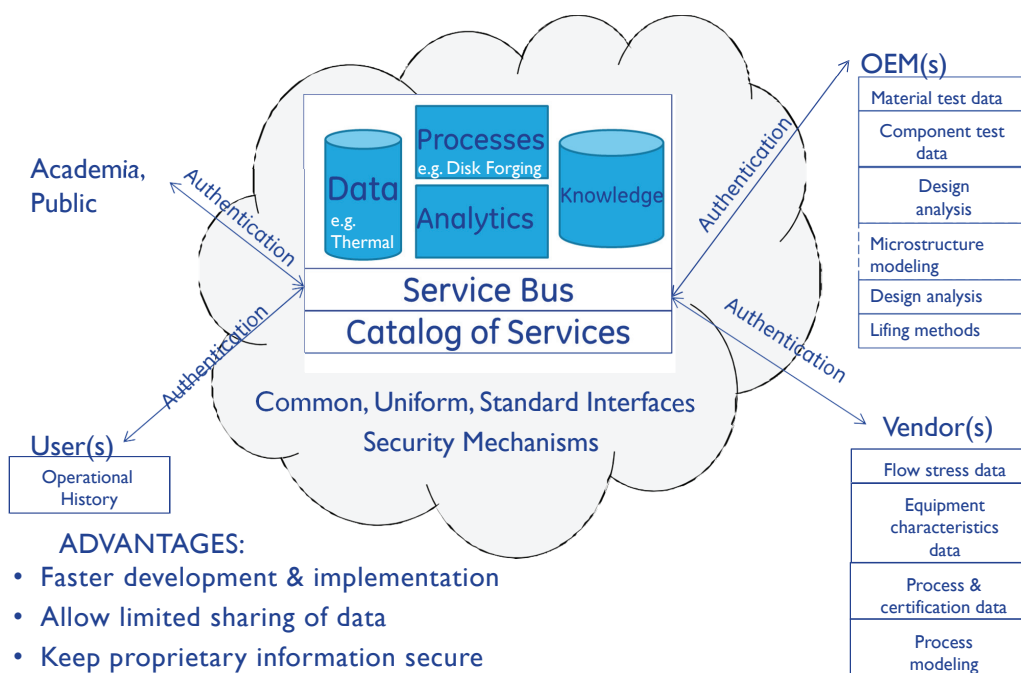 Academia,
Public
Authentication
Authentication
User(s)
Operational
History
Data
e.g.
Thermal
Processes
e.g. Disk Forging
Analytics
Knowledge
Service Bus
Catalog of Services
Common, Uniform, Standard Interfaces
Security Mechanisms
Authentication
Authentication
OEM(s)
Material test data
Component test
data
Design
analysis
Microstructure
modeling
Design analysis
Lifing methods
Vendor(s)
Flow stress data
Equipment
characteristics
data
Process &
certification data
Process
modeling
ADVANTAGES:
• Faster development & implementation
• Allow limited sharing of data
• Keep proprietary information secure